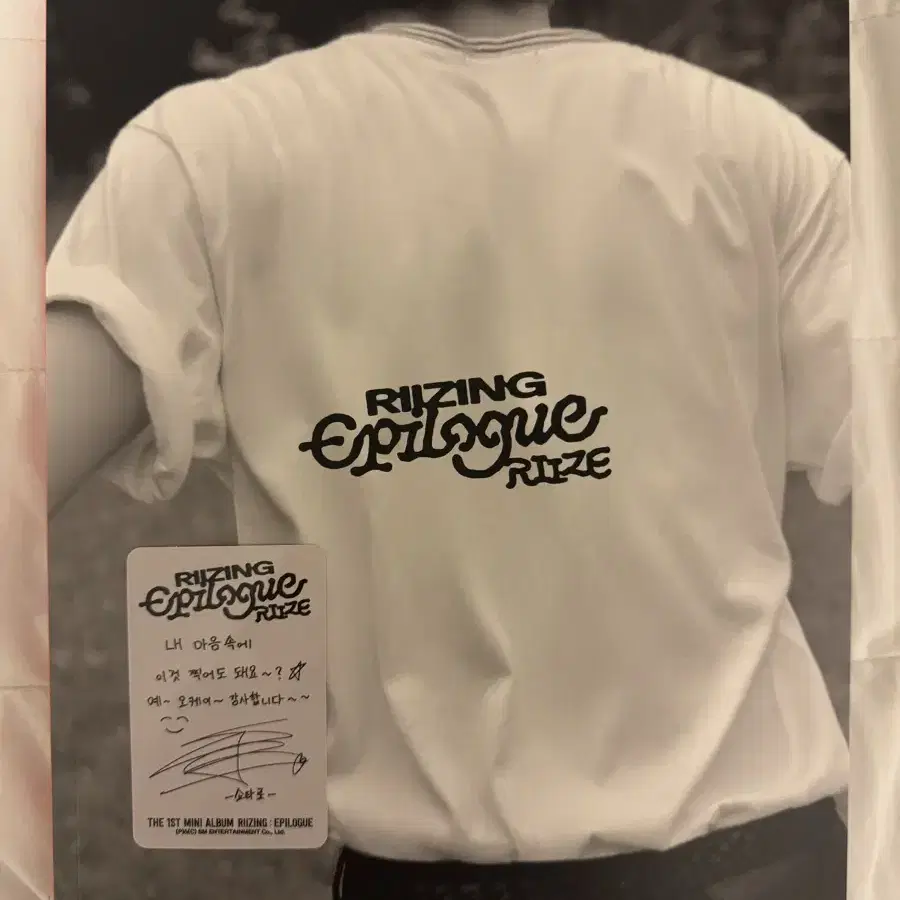 RIIZING
Epilogue
RIIZE
RIIZING
Epilogue
RIIZE
내 마음속에
이것 찍어도 돼요~?
예~ 오케이~ 감사합니다~~
-쇼타로-
THE 1ST MINI ALBUM RIIZING : EPILOGUE
(P)&(C) SM ENTERTAINMENT Co., Ltd.